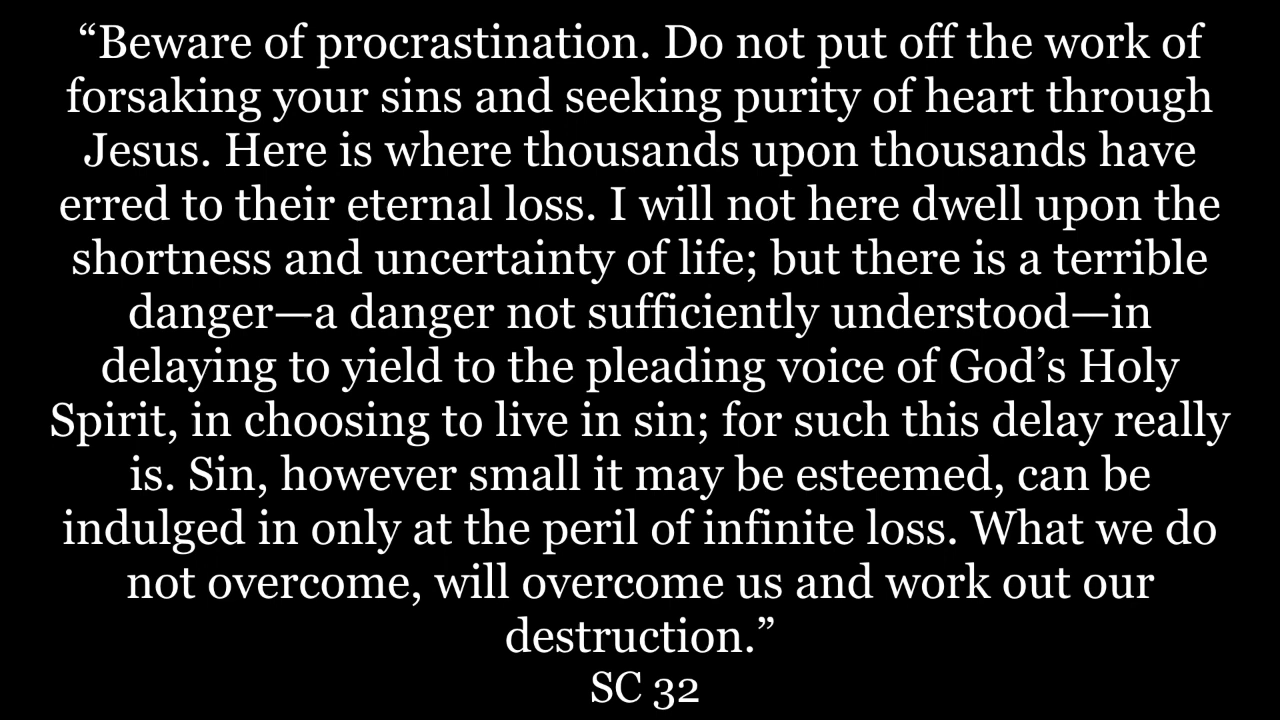 “Beware of procrastination. Do not put off the work of
forsaking your sins and seeking purity of heart through
Jesus. Here is where thousands upon thousands have
erred to their eternal loss. I will not here dwell upon the
shortness and uncertainty of life; but there is a terrible
danger—a danger not sufficiently understood—in
delaying to yield to the pleading voice of God’s Holy
Spirit, in choosing to live in sin; for such this delay really
is. Sin, however small it may be esteemed, can be
indulged in only at the peril of infinite loss. What we do
not overcome, will overcome us and work out our
destruction.”
SC 32